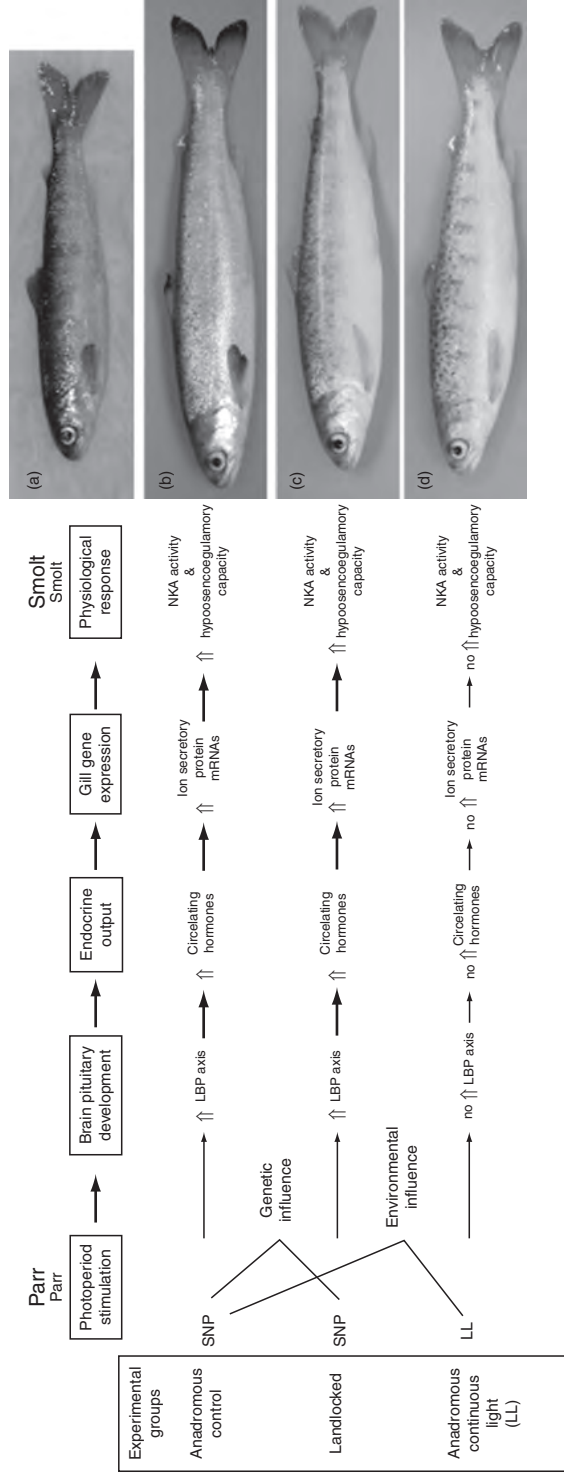 Parr
Parr
Smolt
Smolt
Photoperiod
stimulation
Brain pituitary
development
Endocrine
output
Gill gene
expression
Physiological
response
Experimental
groups
Anadromous
control
SNP
⇑ LBP axis
⇑ Circelating
hormones
⇑ Ion secretory
protein
mRNAs
⇑ NKA activity
&
hypoosencoegulamory
capacity
Genetic
influence
Landlocked
SNP
⇑ LBP axis
⇑ Circelating
hormones
⇑ Ion secretory
protein
mRNAs
⇑ NKA activity
&
hypoosencoegulamory
capacity
Environmental
influence
Anadromous
continuous
light
(LL)
LL
no ⇑ LBP axis
no ⇑ Circelating
hormones
no ⇑ Ion secretory
protein
mRNAs
no ⇑ NKA activity
&
hypoosencoegulamory
capacity
(a)
(b)
(c)
(d)